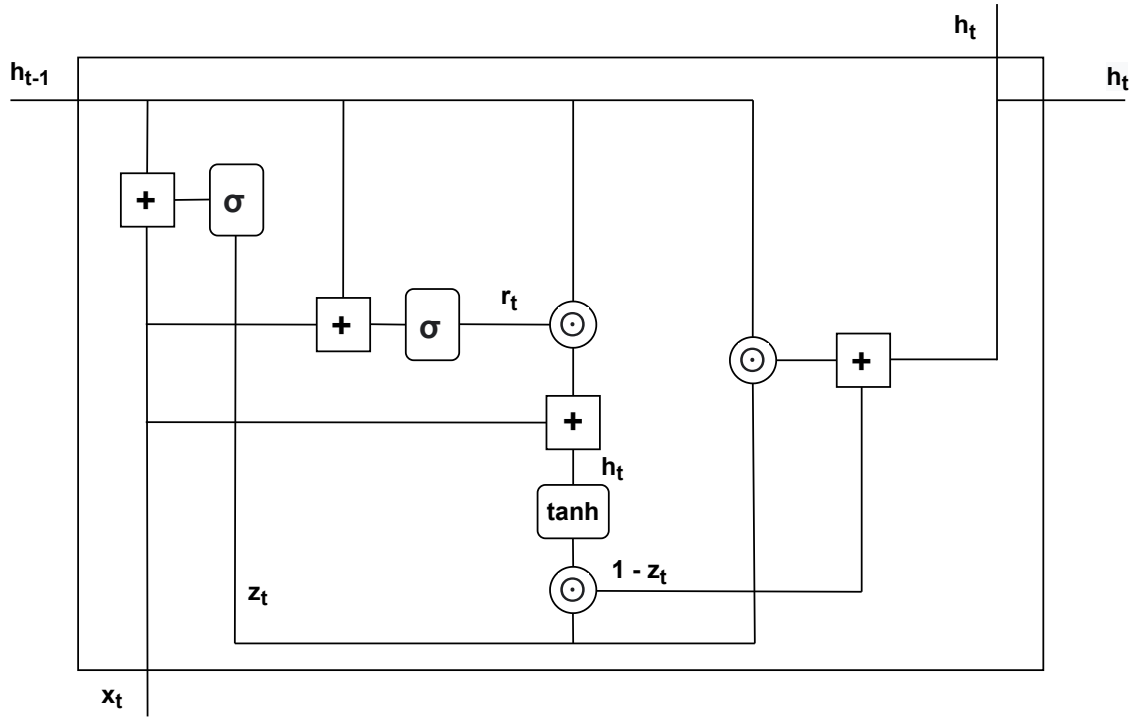 h_t
h_t-1
h_t
+
σ
r_t
+
σ
⊙
⊙
+
+
h_t
tanh
⊙
1 - z_t
z_t
x_t